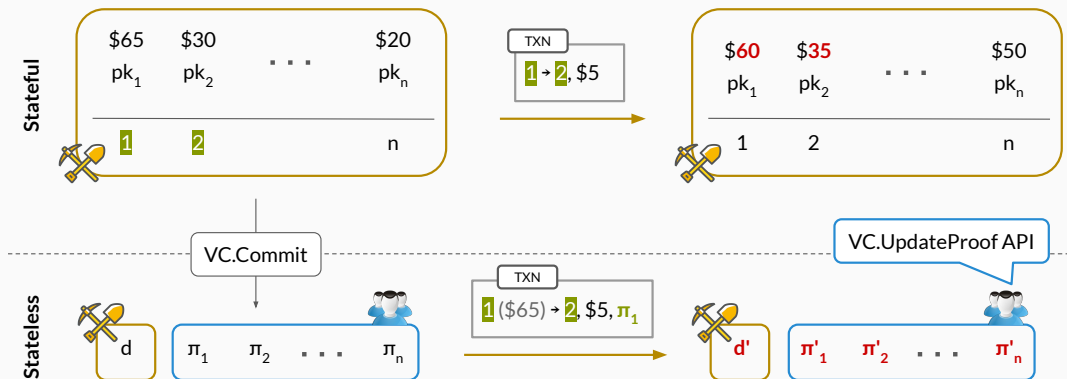 Stateful
$65 $30 $20
pk₁ pk₂ ... pkₙ
1 2 n
TXN
1 → 2, $5
$60 $35 $50
pk₁ pk₂ ... pkₙ
1 2 n
VC.Commit
VC.UpdateProof API
Stateless
d π₁ π₂ ... πₙ
TXN
1 ($65) → 2, $5, π₁
d' π'₁ π'₂ ... π'ₙ